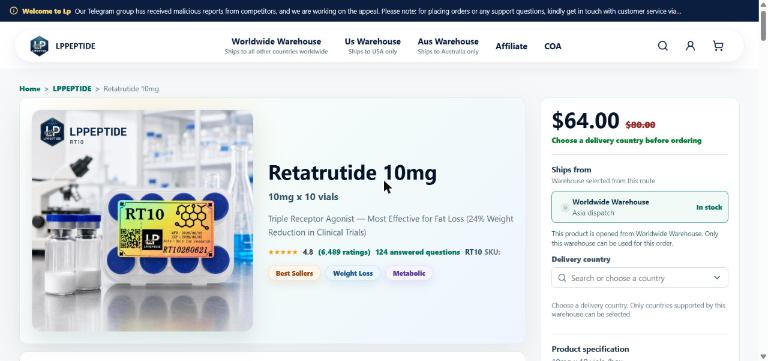 Welcome to Lp Our Telegram group has received malicious reports from competitors, and we are working on the appeal. Please note: for placing orders or any support questions, kindly get in touch with customer service via...
LPPEPTIDE
Worldwide Warehouse
Ships to all other countries worldwide
Us Warehouse
Ships to USA only
Aus Warehouse
Ships to Australia only
Affiliate
COA
Home > LPPEPTIDE > Retatrutide 10mg
LP LPPEPTIDE
RT10
RT10
LP
RT10260621
Retatrutide 10mg
10mg x 10 vials
Triple Receptor Agonist — Most Effective for Fat Loss (24% Weight
Reduction in Clinical Trials)
★★★★★ 4.8 (6,489 ratings) 124 answered questions RT10 SKU:
Best Sellers Weight Loss Metabolic
$64.00 $80.00
Choose a delivery country before ordering
Ships from
Warehouse selected from this route
Worldwide Warehouse
Asia dispatch
In stock
This product is opened from Worldwide Warehouse. Only
this warehouse can be used for this order.
Delivery country
Search or choose a country
Choose a delivery country. Only countries supported by this
warehouse can be selected.
Product specification